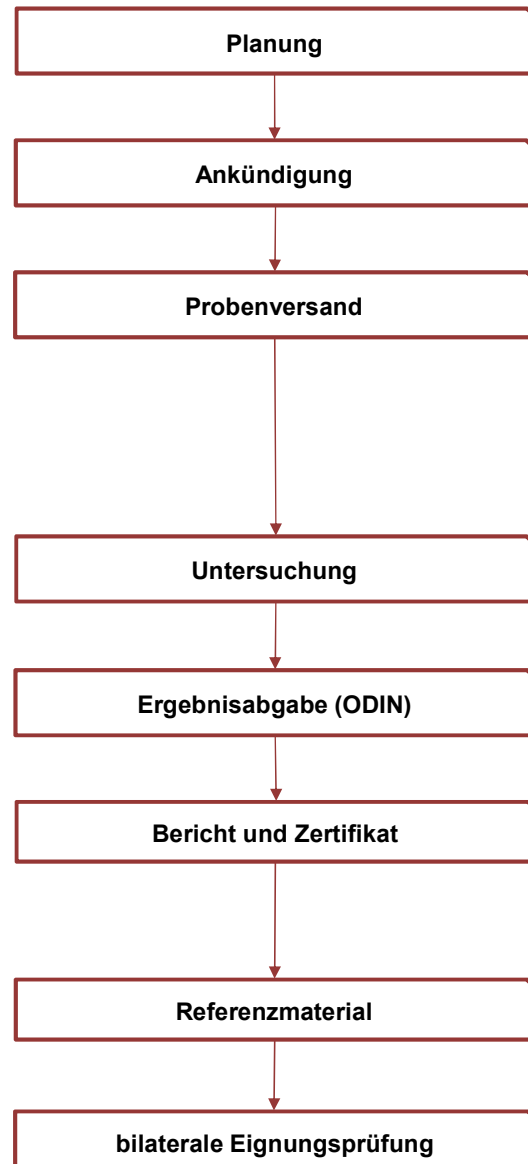 Planung
Ankündigung
Probenversand
Untersuchung
Ergebnisabgabe (ODIN)
Bericht und Zertifikat
Referenzmaterial
bilaterale Eignungsprüfung